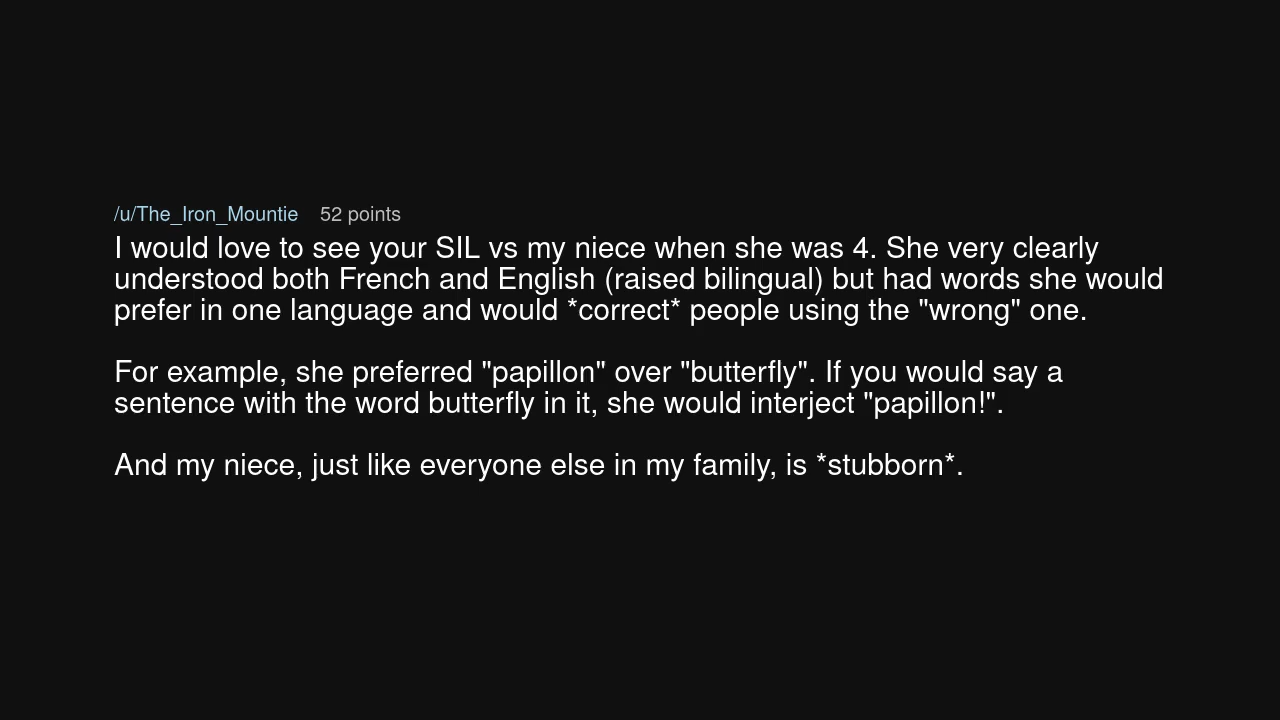 /u/The_Iron_Mountie 52 points
I would love to see your SIL vs my niece when she was 4. She very clearly
understood both French and English (raised bilingual) but had words she would
prefer in one language and would *correct* people using the "wrong" one.
For example, she preferred "papillon" over "butterfly". If you would say a
sentence with the word butterfly in it, she would interject "papillon!".
And my niece, just like everyone else in my family, is *stubborn*.